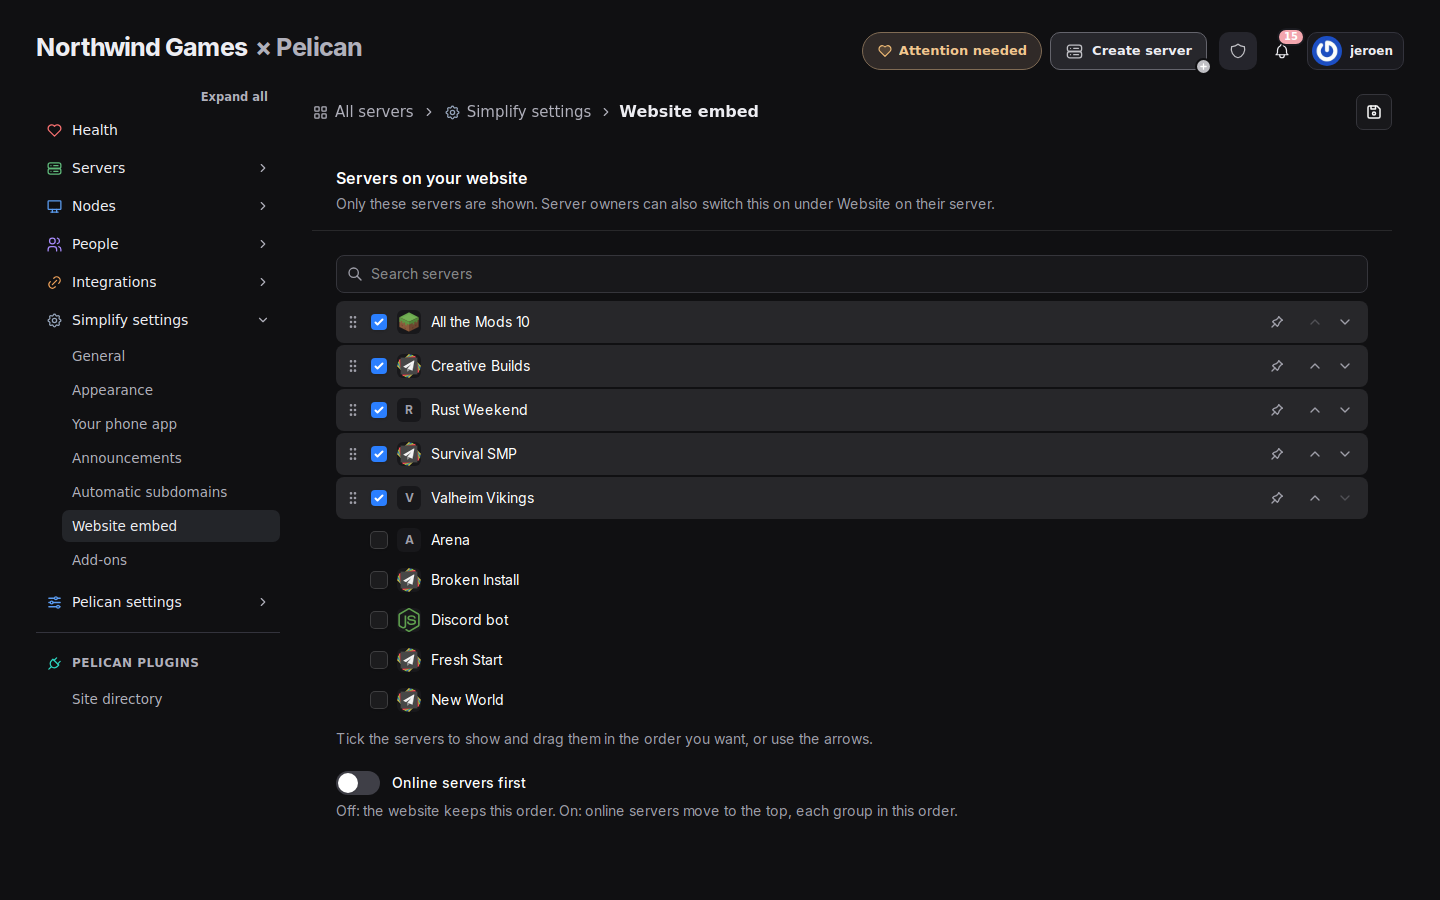 Northwind Games × Pelican
Attention needed
Create server
15
jeroen
Expand all
Health
Servers
Nodes
People
Integrations
Simplify settings
General
Appearance
Your phone app
Announcements
Automatic subdomains
Website embed
Add-ons
Pelican settings
PELICAN PLUGINS
Site directory
All servers > Simplify settings > Website embed
Servers on your website
Only these servers are shown. Server owners can also switch this on under Website on their server.
Search servers
All the Mods 10
Creative Builds
R Rust Weekend
Survival SMP
V Valheim Vikings
A Arena
Broken Install
JS Discord bot
Fresh Start
New World
Tick the servers to show and drag them in the order you want, or use the arrows.
Online servers first
Off: the website keeps this order. On: online servers move to the top, each group in this order.